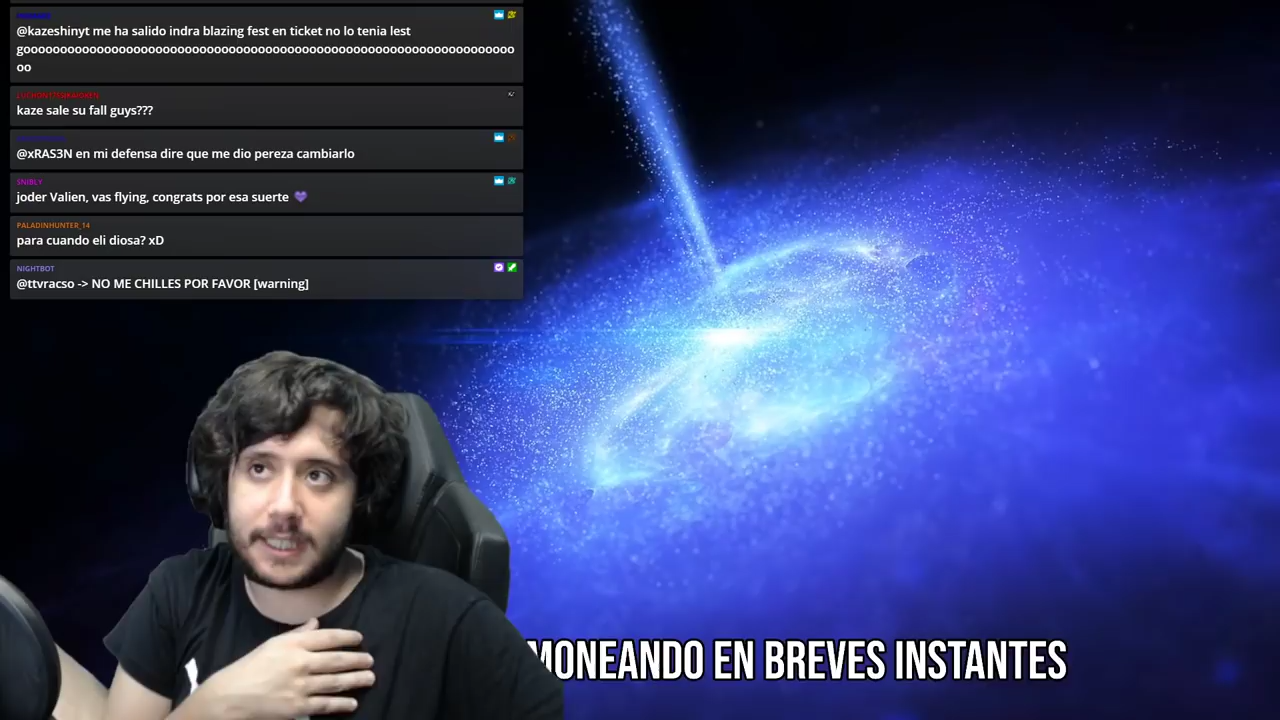 @kazeshinyt me ha salido indra blazing fest en ticket no lo tenia lest
gooooooooooooooooooooooooooooooooooooooooooooooooooooooooooooooooooo
oo
kaze sale su fall guys???
@xRAS3N en mi defensa dire que me dio pereza cambiarlo
SNIBLY
joder Valien, vas flying, congrats por esa suerte 💜
PALADINHUNTER_14
para cuando eli diosa? xD
NIGHTBOT
@ttvracso -> NO ME CHILLES POR FAVOR [warning]
MONEANDO EN BREVES INSTANTES